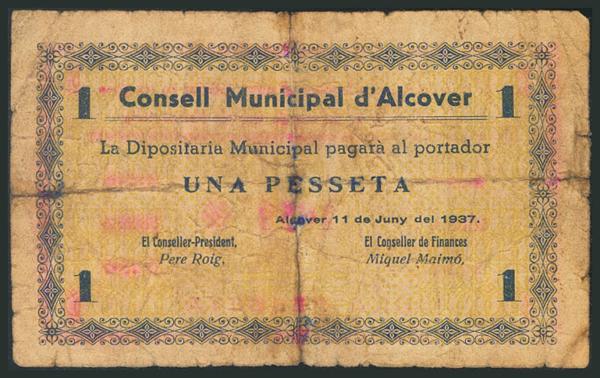 1 Consell Municipal d'Alcover 1
La Dipositaria Municipal pagarà al portador
UNA PESSETA
Alcover 11 de Juny del 1937.
El Conseller-President, El Conseller de Finances
Pere Roig, Miquel Maimó,
1 1